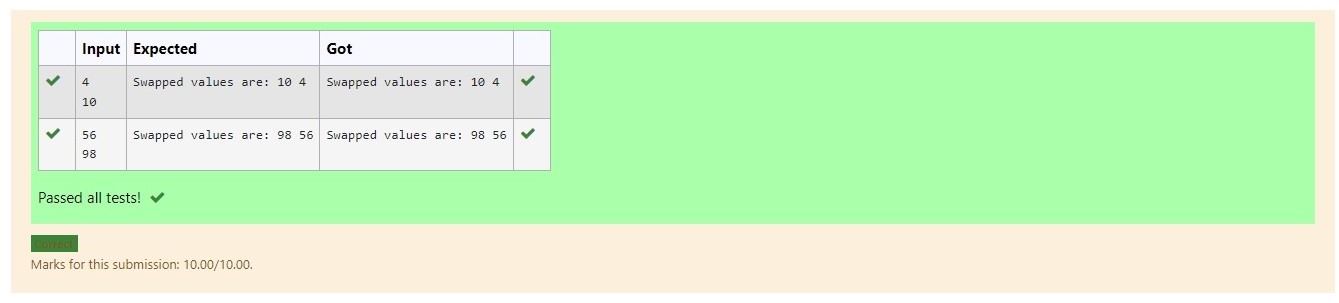 Input Expected Got
4 Swapped values are: 10 4 Swapped values are: 10 4
10
56 Swapped values are: 98 56 Swapped values are: 98 56
98
Passed all tests!
Correct
Marks for this submission: 10.00/10.00.